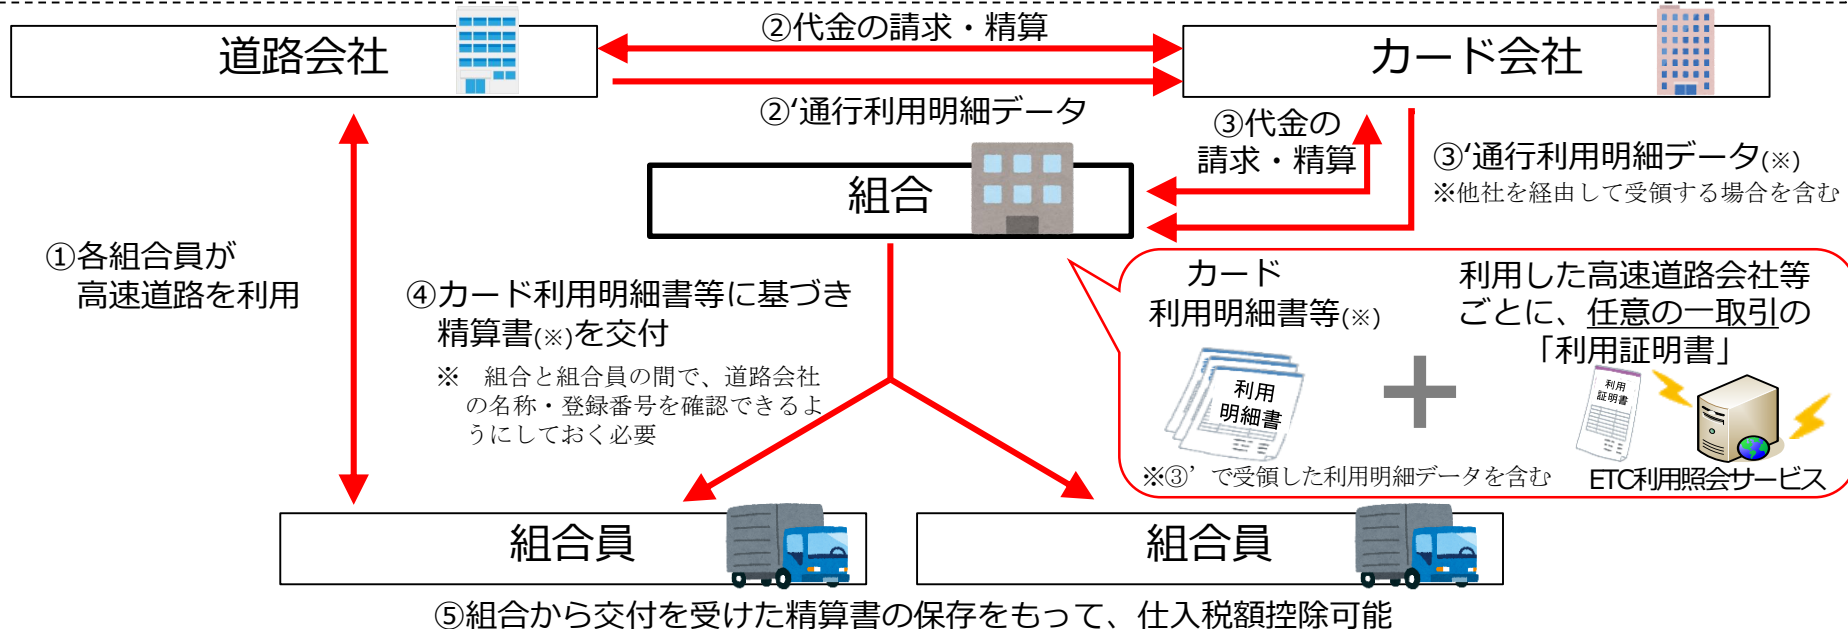 道路会社
②代金の請求・精算
カード会社
②‘通行利用明細データ
③代金の
請求・精算
③‘通行利用明細データ(※)
※他社を経由して受領する場合を含む
組合
①各組合員が
高速道路を利用
④カード利用明細書等に基づき
精算書(※)を交付
※ 組合と組合員の間で、道路会社
の名称・登録番号を確認できるよ
うにしておく必要
カード
利用明細書等(※)
利用
明細書
※③’で受領した利用明細データを含む
利用した高速道路会社等
ごとに、任意の一取引の
「利用証明書」
利用
証明書
ETC利用照会サービス
組合員
組合員
⑤組合から交付を受けた精算書の保存をもって、仕入税額控除可能